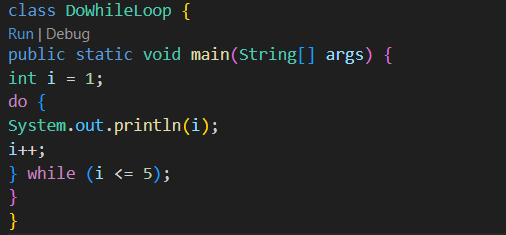 class DoWhileLoop {
Run | Debug
public static void main(String[] args) {
int i = 1;
do {
System.out.println(i);
i++;
} while (i <= 5);
}
}